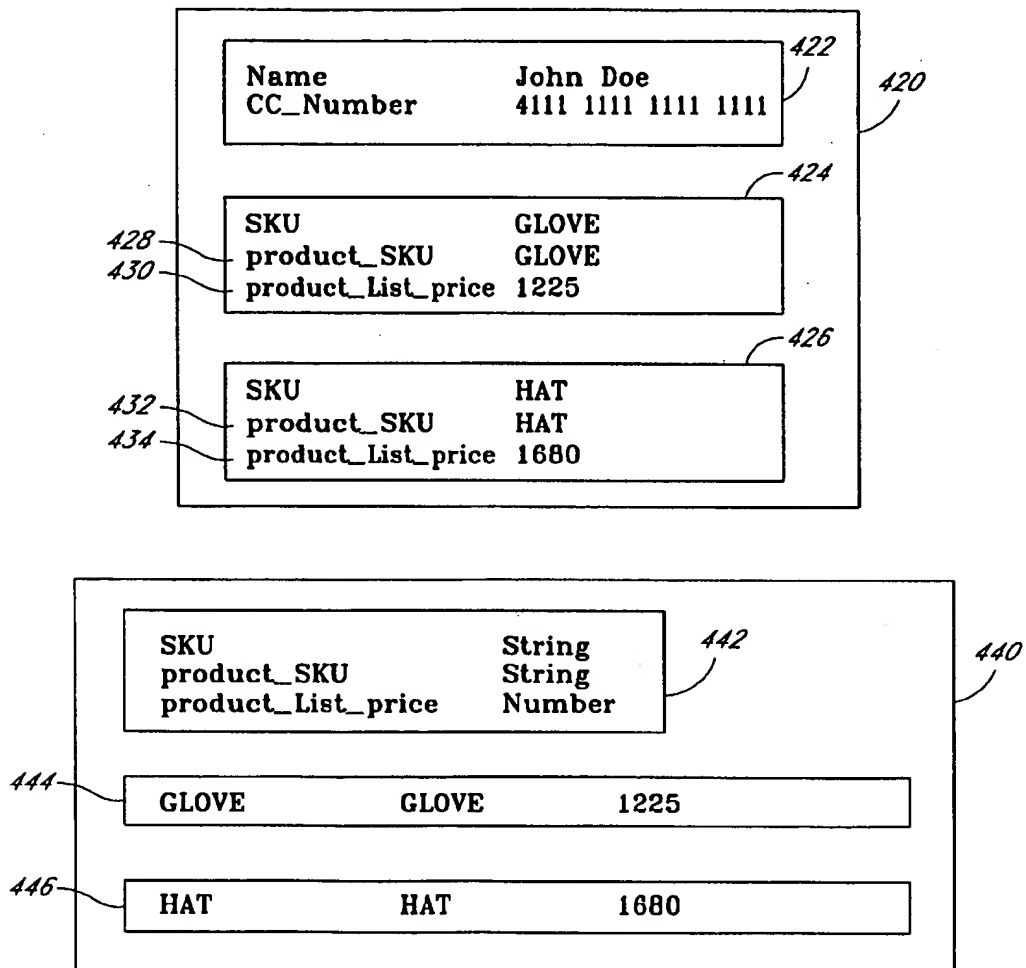 422
Name John Doe
CC_Number 4111 1111 1111 1111
420
424
SKU GLOVE
428 product_SKU GLOVE
430 product_List_price 1225
426
SKU HAT
432 product_SKU HAT
434 product_List_price 1680
SKU String
442
440
product_SKU String
product_List_price Number
444 GLOVE GLOVE 1225
446 HAT HAT 1680